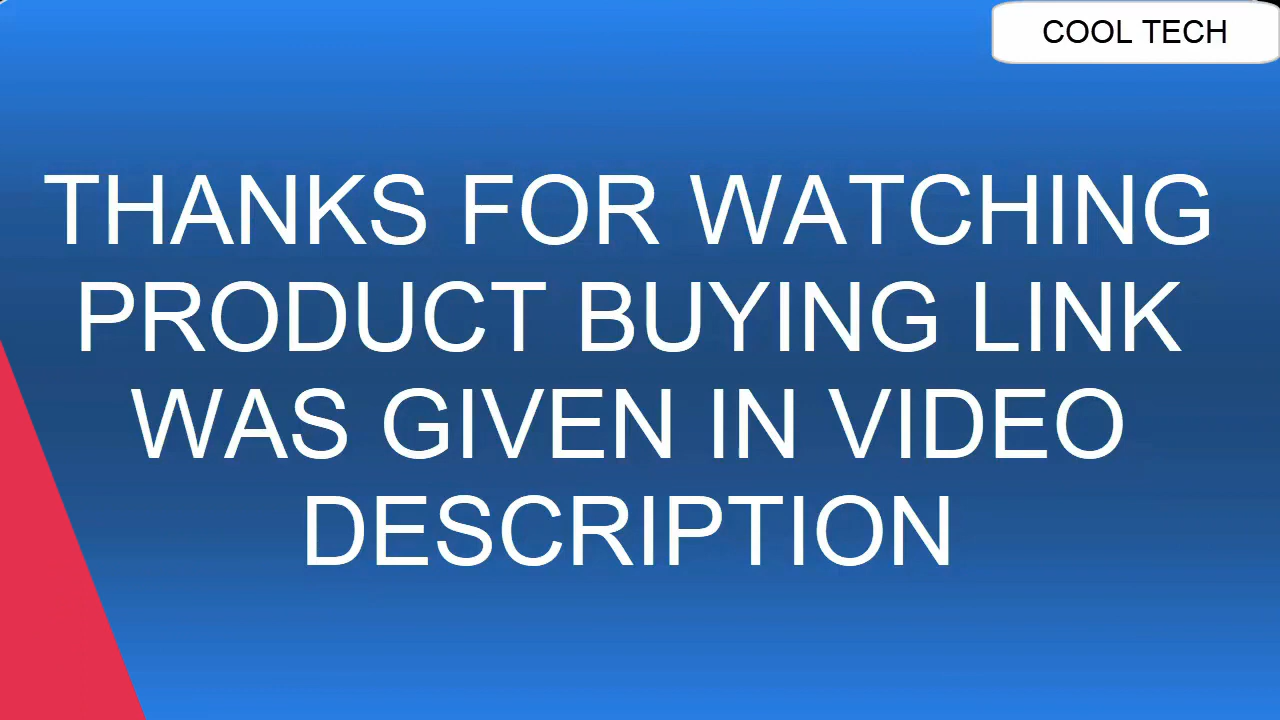 COOL TECH
THANKS FOR WATCHING
PRODUCT BUYING LINK
WAS GIVEN IN VIDEO
DESCRIPTION